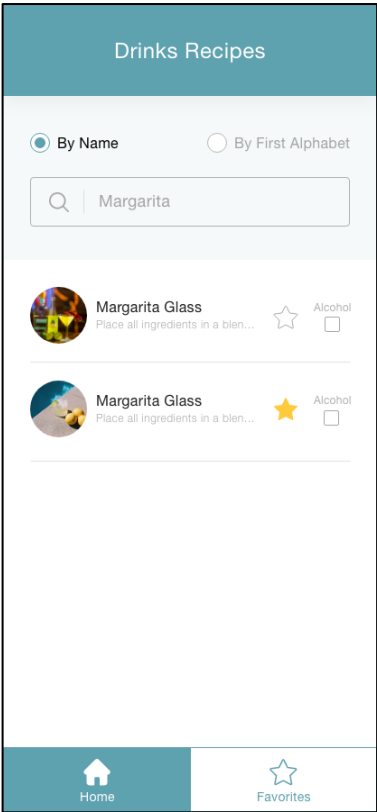 Drinks Recipes
By Name
By First Alphabet
Margarita
Margarita Glass
Place all ingredients in a blen...
Alcohol
Margarita Glass
Place all ingredients in a blen...
Alcohol
Home
Favorites